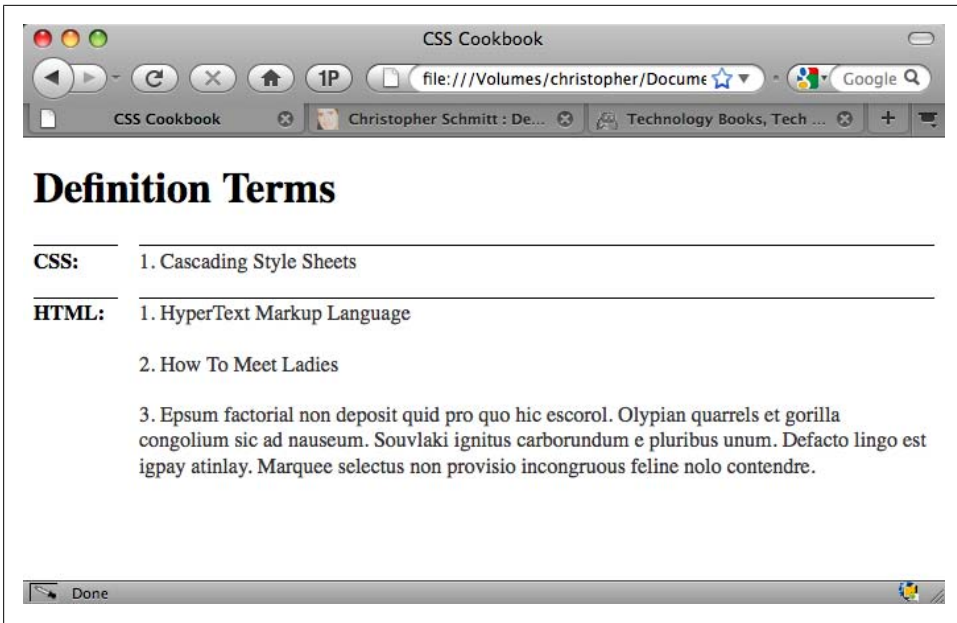 CSS Cookbook
1P
file:///Volumes/christopher/Docume
Google
CSS Cookbook
Christopher Schmitt : De...
Technology Books, Tech ...
Definition Terms
CSS: 1. Cascading Style Sheets
HTML: 1. HyperText Markup Language
2. How To Meet Ladies
3. Epsum factorial non deposit quid pro quo hic escorol. Olypian quarrels et gorilla
congolium sic ad nauseum. Souvlaki ignitus carborundum e pluribus unum. Defacto lingo est
igpay atinlay. Marquee selectus non provisio incongruous feline nolo contendre.
Done